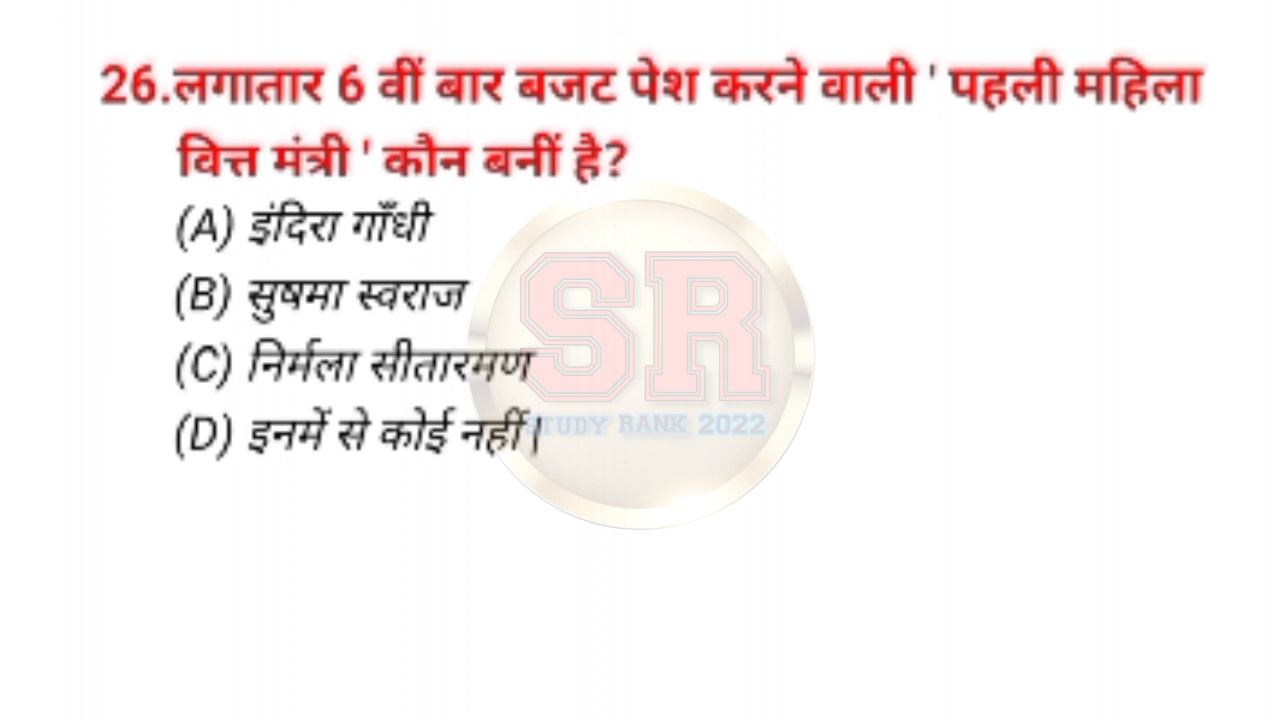 26.लगातार 6 वीं बार बजट पेश करने वाली ' पहली महिला
वित्त मंत्री ' कौन बनीं है?
(A) इंदिरा गाँधी
(B) सुषमा स्वराज
(C) निर्मला सीतारमण
(D) इनमें से कोई नहीं|
SR
STUDY RANK 2022